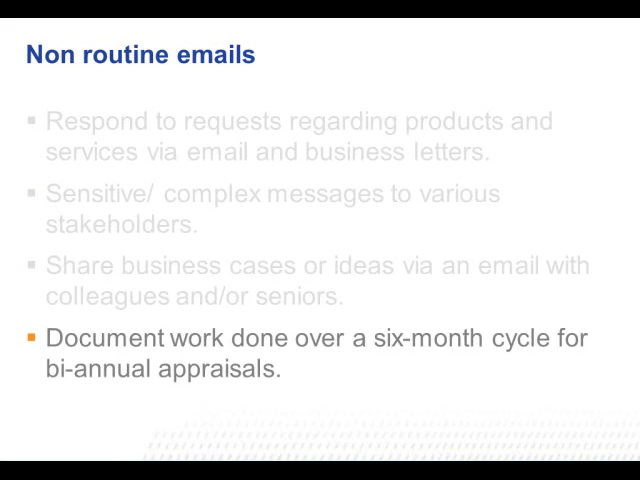 Non routine emails
▪ Respond to requests regarding products and
services via email and business letters.
▪ Sensitive/ complex messages to various
stakeholders.
▪ Share business cases or ideas via an email with
colleagues and/or seniors.
▪ Document work done over a six-month cycle for
bi-annual appraisals.